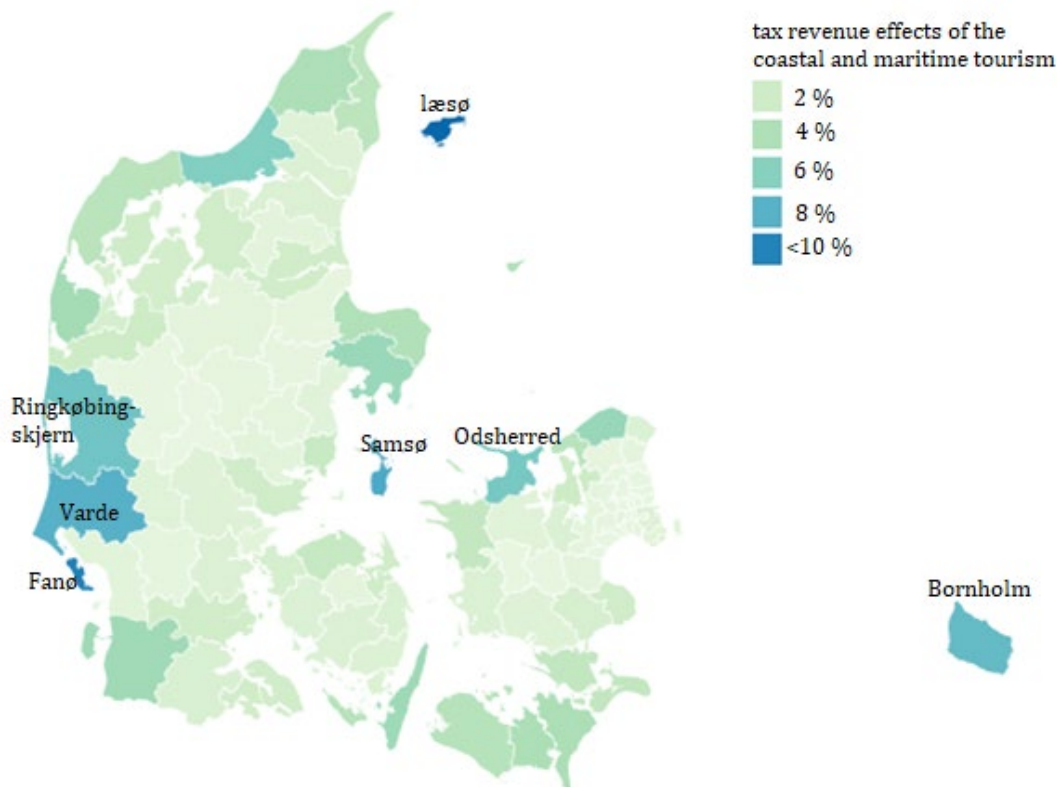 tax revenue effects of the
coastal and maritime tourism
2 %
4 %
6 %
8 %
<10 %
læsø
Ringkøbing-
skjern
Samsø
Odsherred
Varde
Fanø
Bornholm